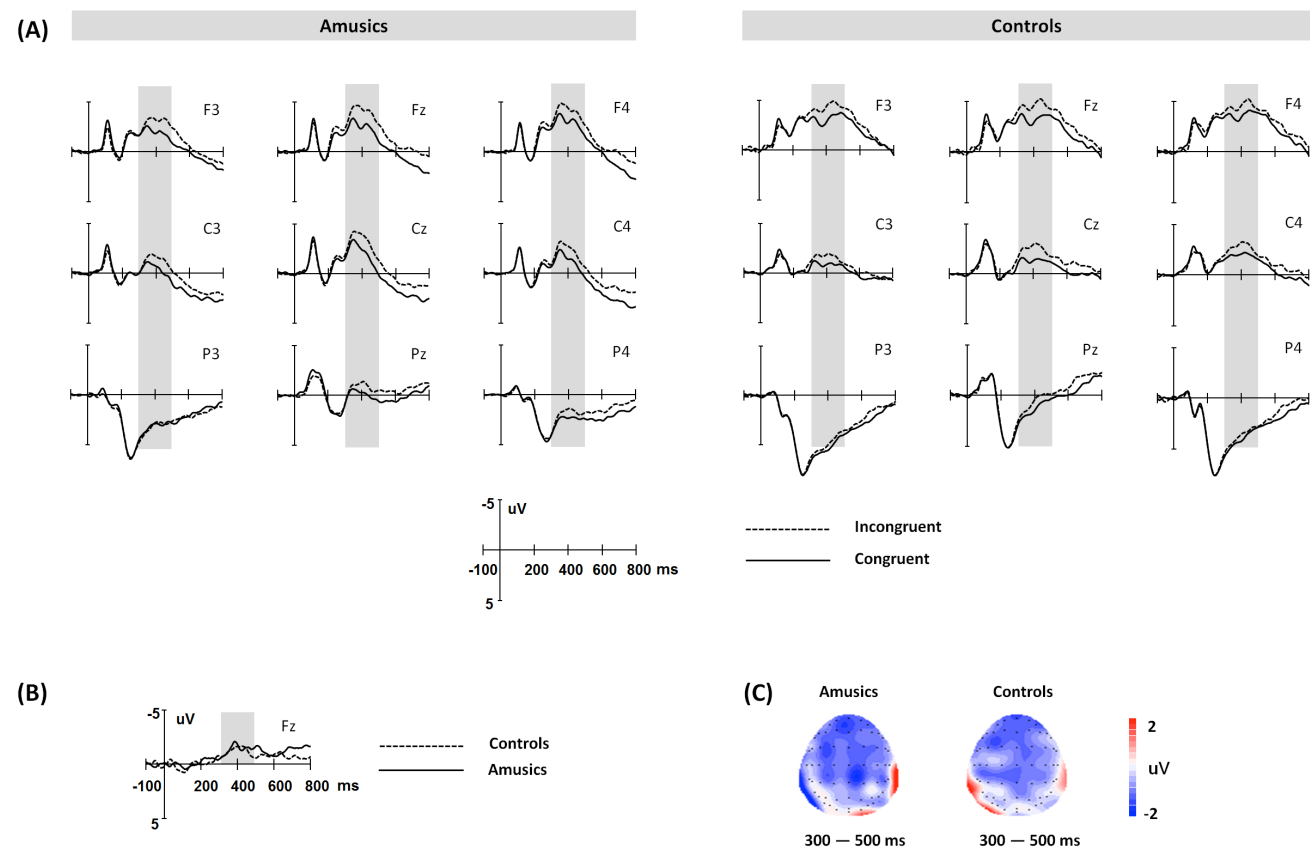 (A)
Amusics
Controls
F3
Fz
F4
F3
Fz
F4
C3
Cz
C4
C3
Cz
C4
P3
Pz
P4
P3
Pz
P4
-5
uV
-100 200 400 600 800 ms
5
Incongruent
Congruent
(B)
-5
uV
Fz
-100 200 400 600 800 ms
5
Controls
Amusics
(C)
Amusics
Controls
2
uV
-2
300 — 500 ms
300 — 500 ms